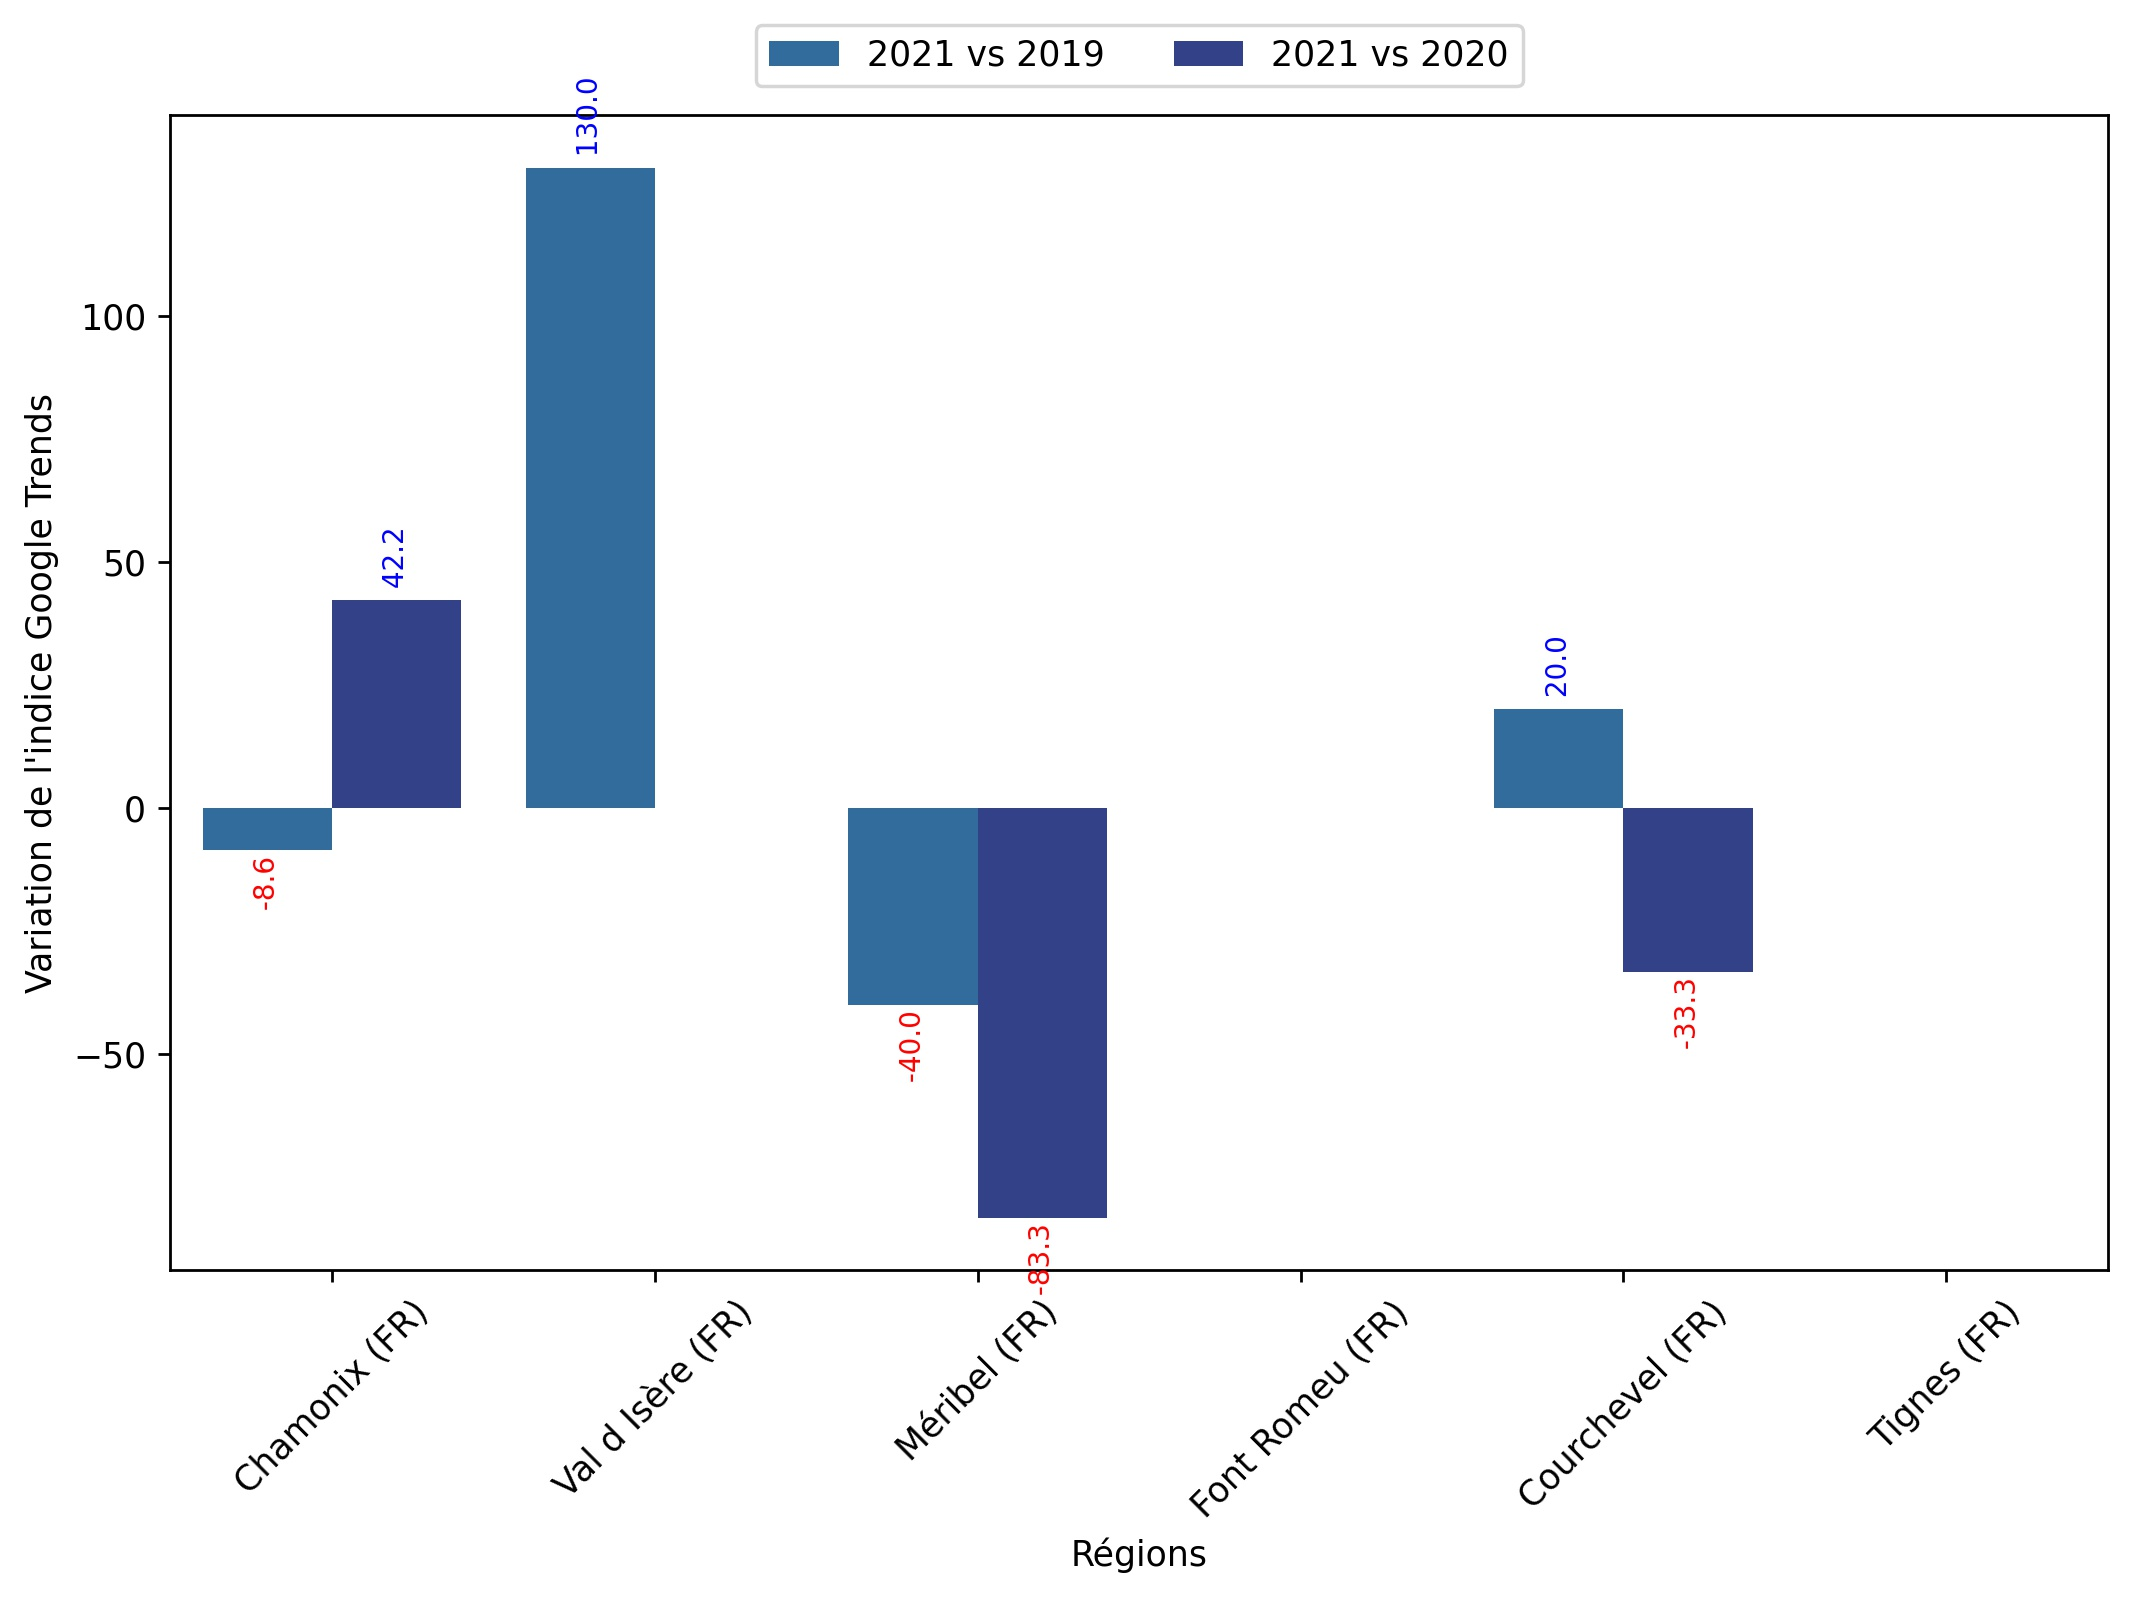 2021 vs 2019
2021 vs 2020
Variation de l'indice Google Trends
100
50
0
−50
-8.6
42.2
130.0
-40.0
-83.3
20.0
-33.3
Chamonix (FR)
Val d Isère (FR)
Méribel (FR)
Font Romeu (FR)
Courchevel (FR)
Tignes (FR)
Régions